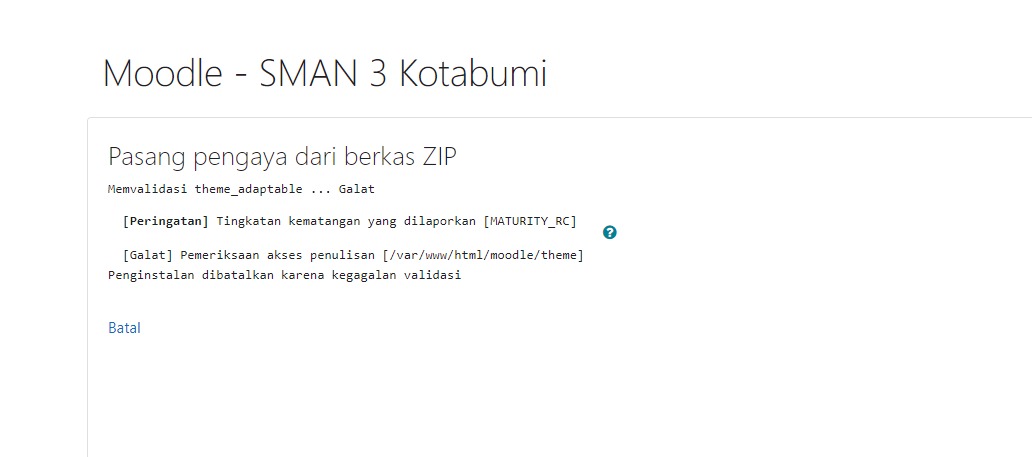 Moodle - SMAN 3 Kotabumi
Pasang pengaya dari berkas ZIP
Memvalidasi theme_adaptable ... Galat
[Peringatan] Tingkatan kematangan yang dilaporkan [MATURITY_RC]
?
[Galat] Pemeriksaan akses penulisan [/var/www/html/moodle/theme]
Penginstalan dibatalkan karena kegagalan validasi
Batal